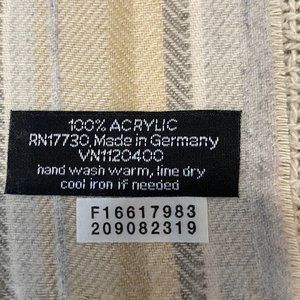 100% ACRYLIC
RN17730, Made in Germany
VN1120400
hand wash warm, line dry
cool iron if needed
F16617983
209082319